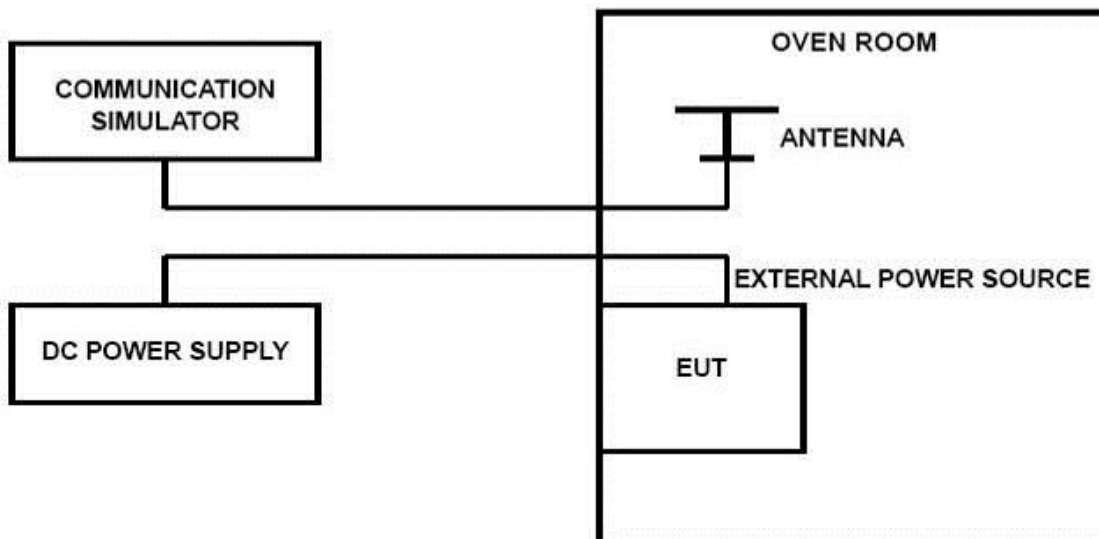 OVEN ROOM
COMMUNICATION
SIMULATOR
ANTENNA
EXTERNAL POWER SOURCE
DC POWER SUPPLY
EUT